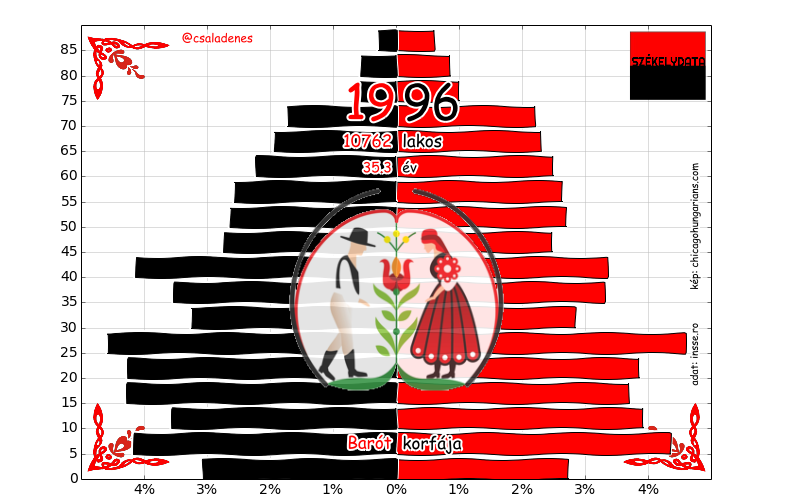 @csaladenes
SZÉKELYDATA
1996
10762 lakos
35.3 év
kép: chicagohungarians.com
adat: insse.ro
Barót korfája
85
80
75
70
65
60
55
50
45
40
35
30
25
20
15
10
5
0
4% 3% 2% 1% 0% 1% 2% 3% 4%